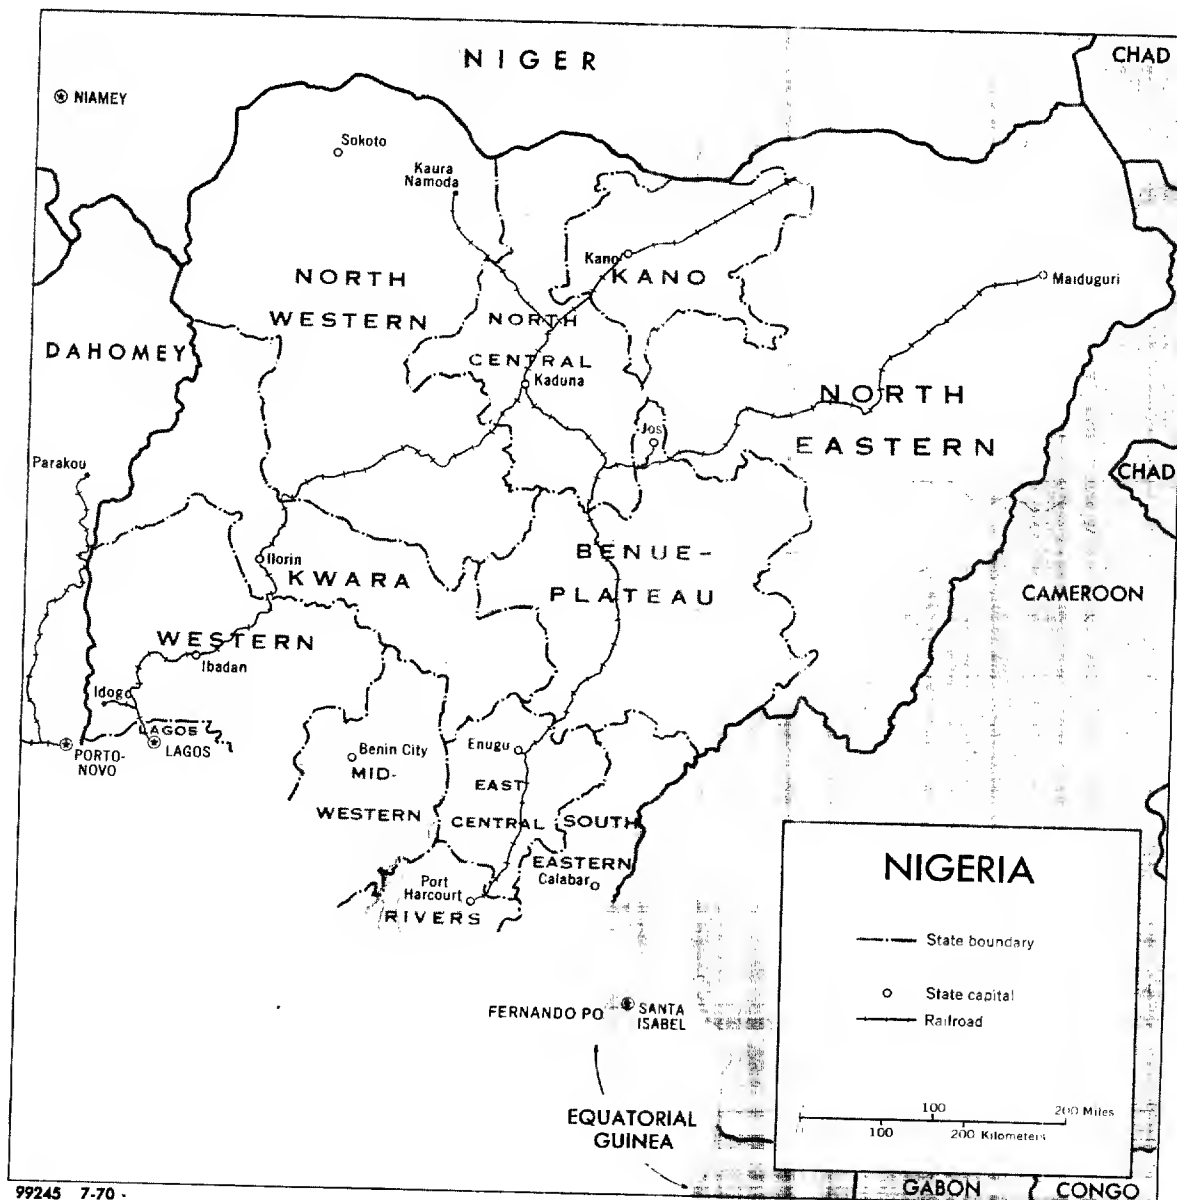 NIGER
CHAD
NIAMEY
Sokoto
Kaura
Namoda
Kano
KANO
Maiduguri
NORTH
WESTERN
NORTH
CENTRAL
Kaduna
DAHOMEY
NORTH
EASTERN
Jos
Parakou
CHAD
Ilorin
KWARA
BENUE-
PLATEAU
CAMEROON
WESTERN
Ibadan
Idogo
LAGOS
LAGOS
PORTO-
NOVO
Benin City
MID-
WESTERN
Enugu
EAST
CENTRAL
SOUTH
EASTERN
Calabar
Port
Harcourt
RIVERS
NIGERIA
State boundary
State capital
Railroad
0
100
200 Miles
100
200 Kilometers
FERNANDO PO
SANTA
ISABEL
EQUATORIAL
GUINEA
GABON
CONGO
99245 7-70